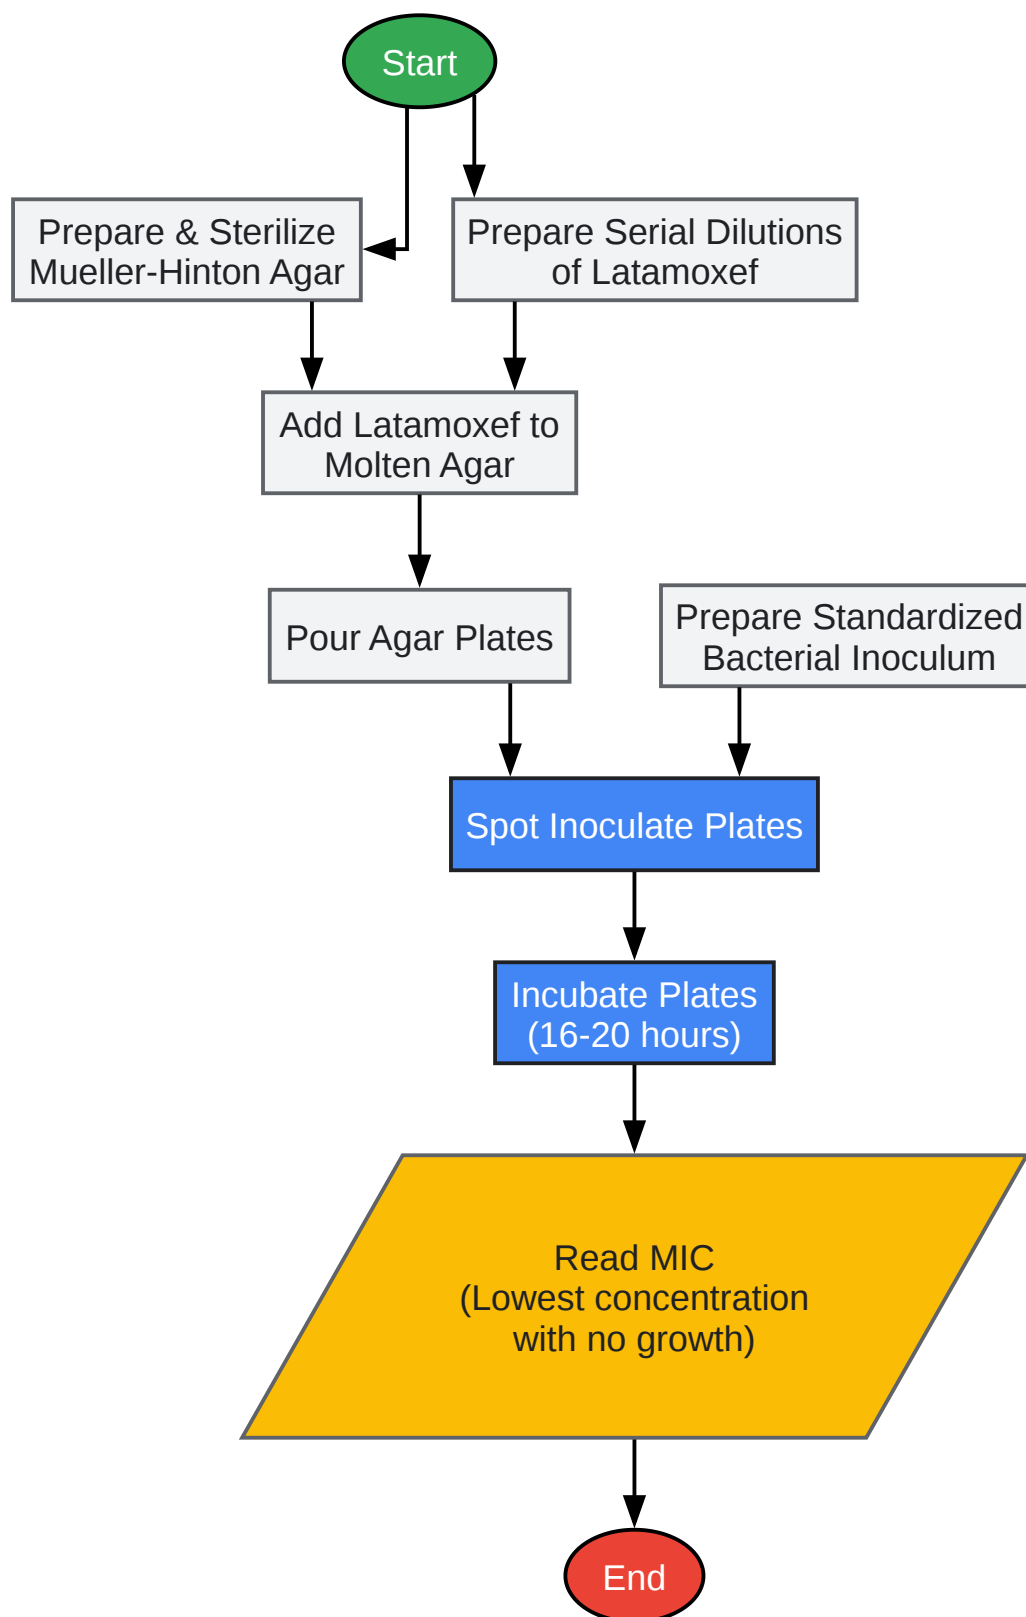 Start
Prepare & Sterilize
Mueller-Hinton Agar
Prepare Serial Dilutions
of Latamoxef
Add Latamoxef to
Molten Agar
Pour Agar Plates
Prepare Standardized
Bacterial Inoculum
Spot Inoculate Plates
Incubate Plates
(16-20 hours)
Read MIC
(Lowest concentration
with no growth)
End